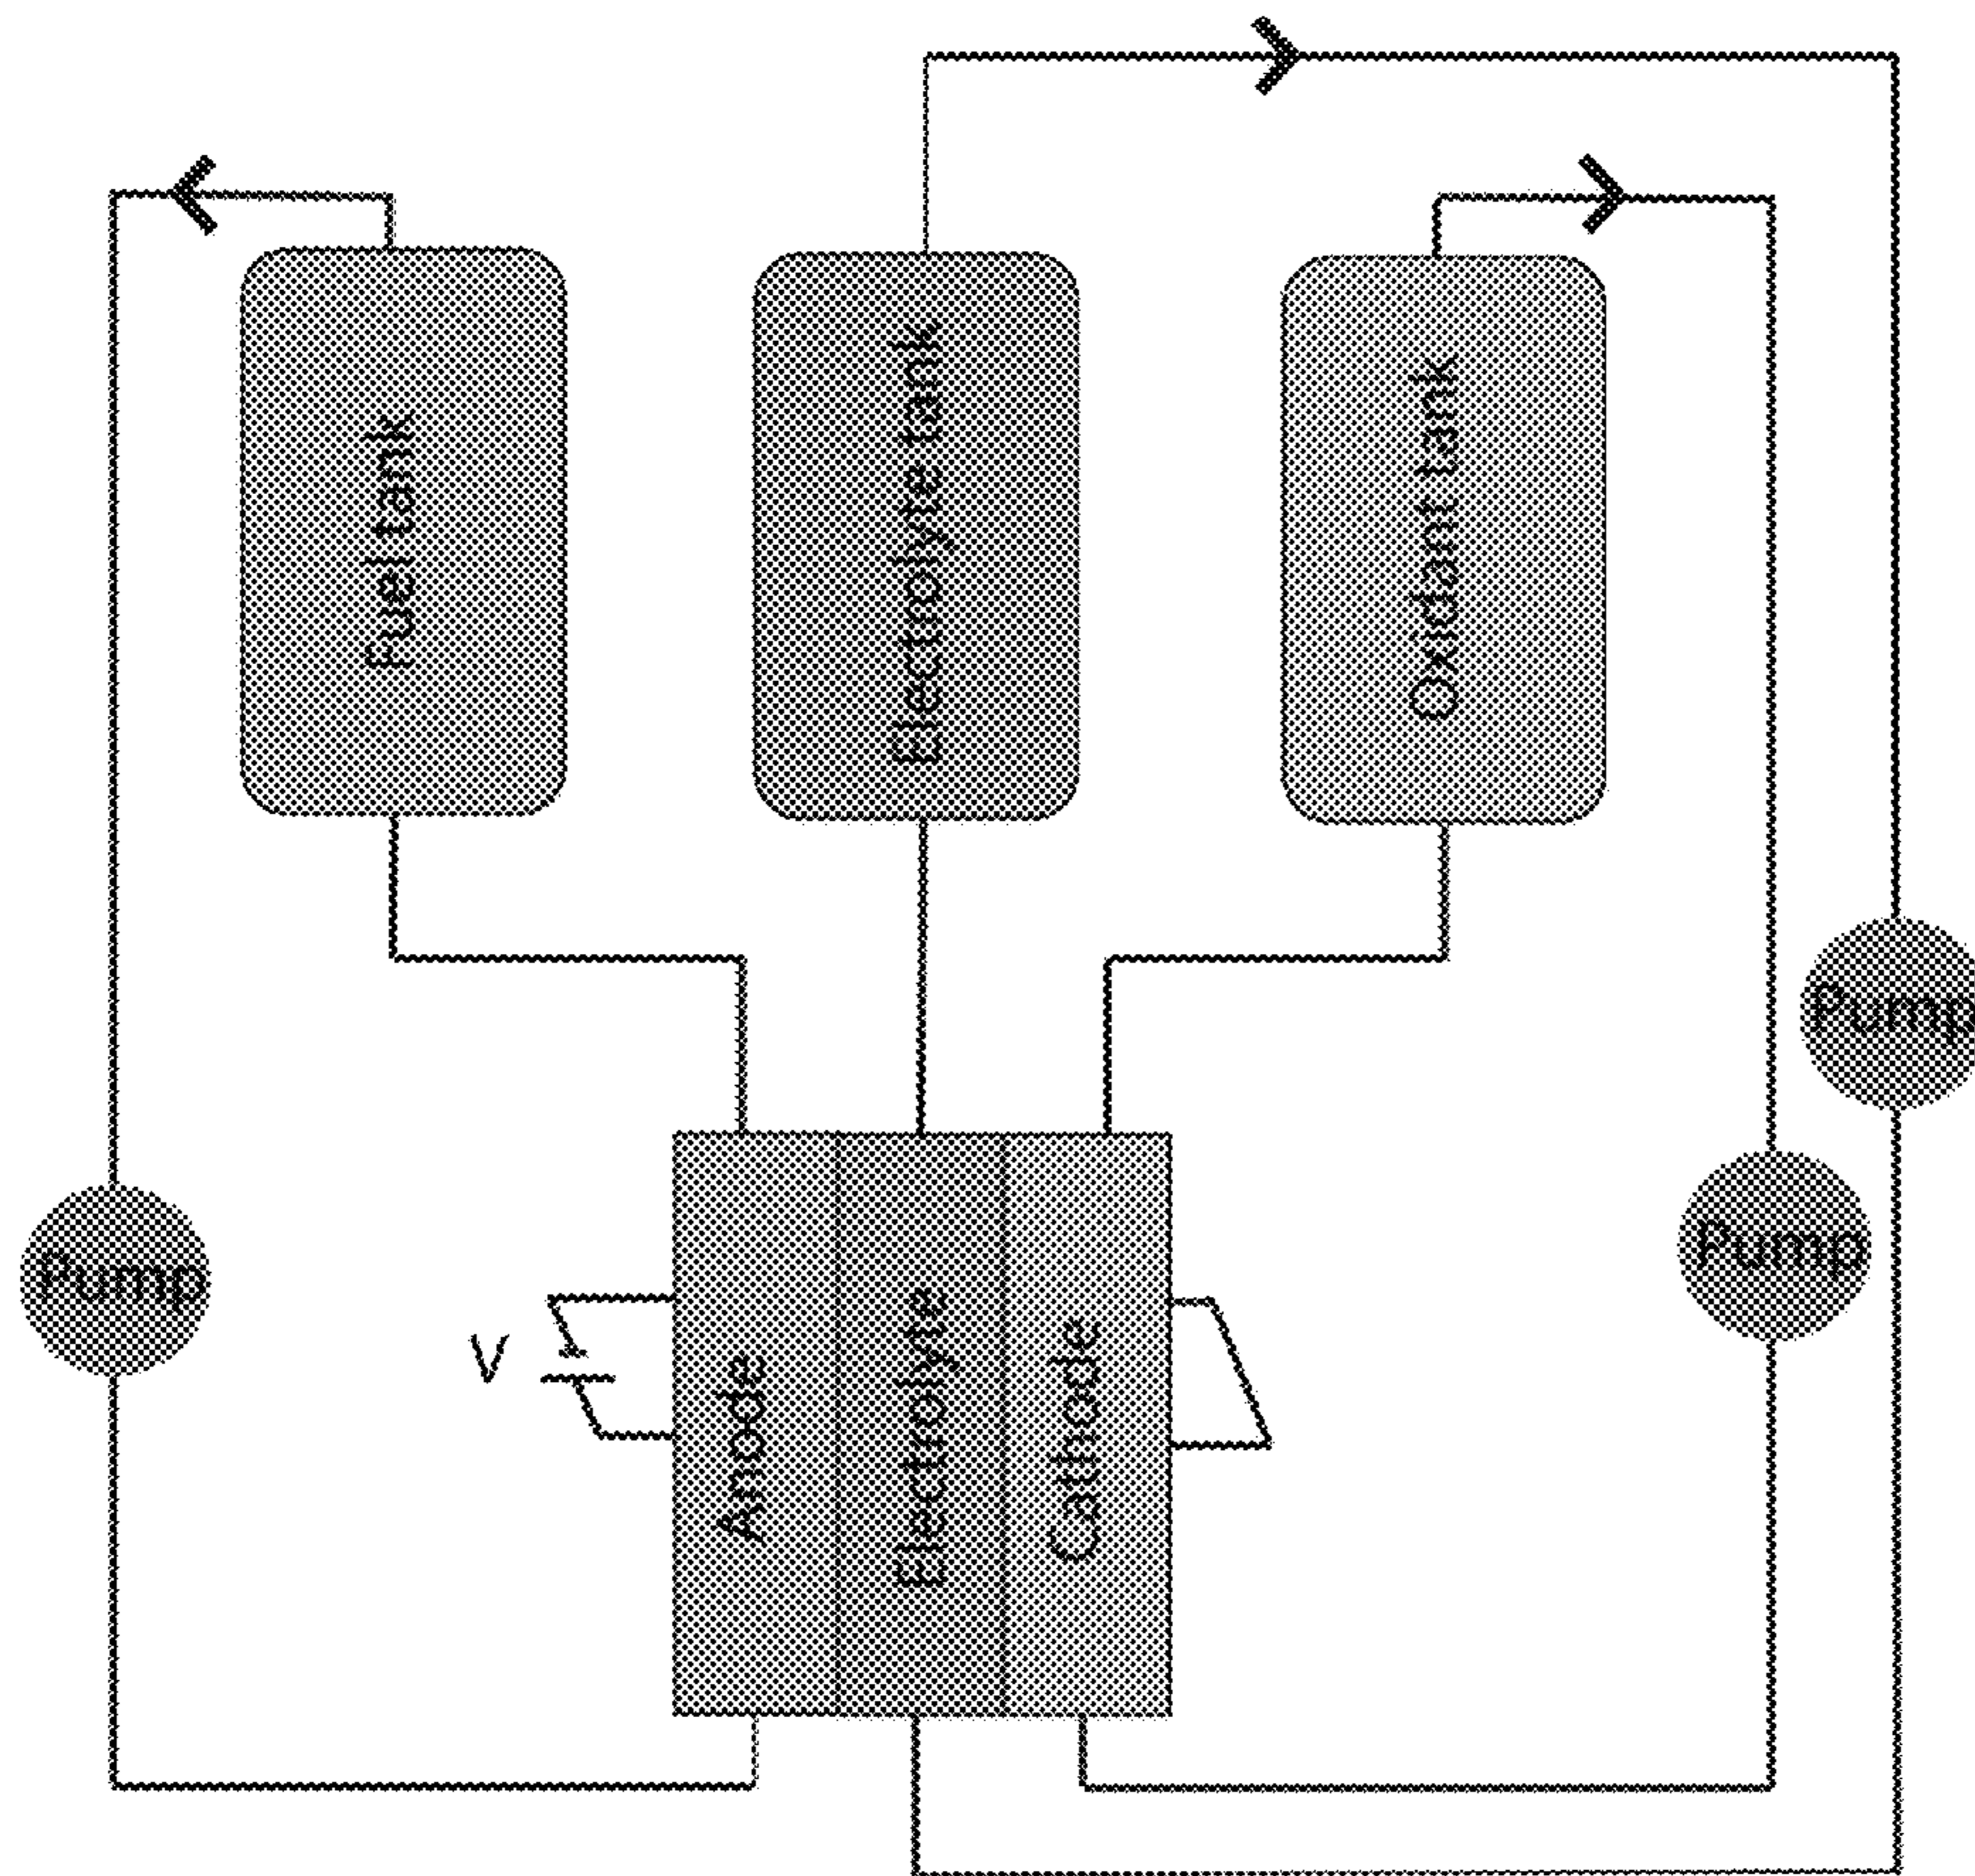 Fuel tank
Electrolyte tank
Oxidant tank
Pump
Pump
Pump
V
Anode
Electrolyte
Cathode